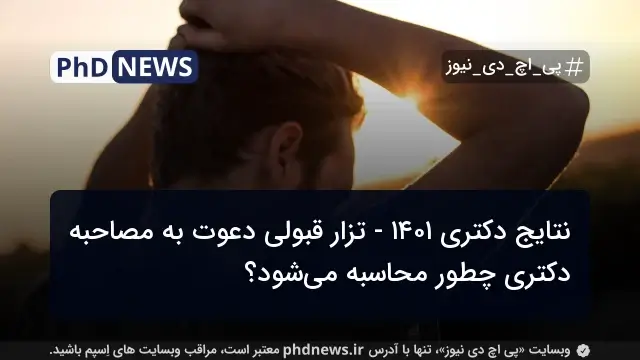 PhD NEWS
#پی_اچ_دی_نیوز
نتایج دکتری ۱۴۰۱ - تزار قبولی دعوت به مصاحبه
دکتری چطور محاسبه می‌شود؟
وبسایت «پی اچ دی نیوز»، تنها با آدرس phdnews.ir معتبر است، مراقب وبسایت های اِسپم باشید.